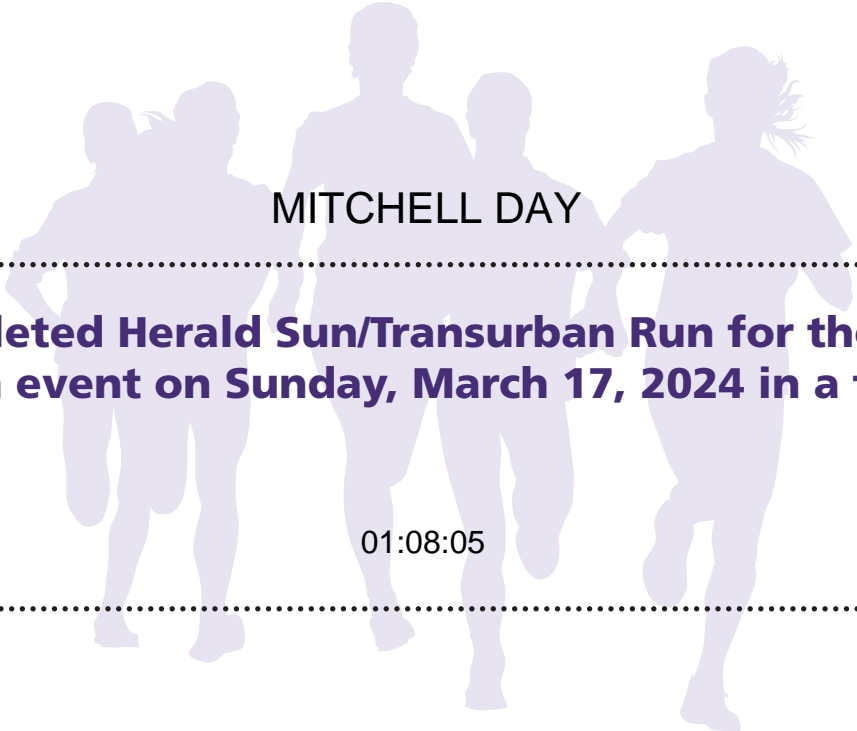 MITCHELL DAY
leted Herald Sun/Transurban Run for the
event on Sunday, March 17, 2024 in a
01:08:05